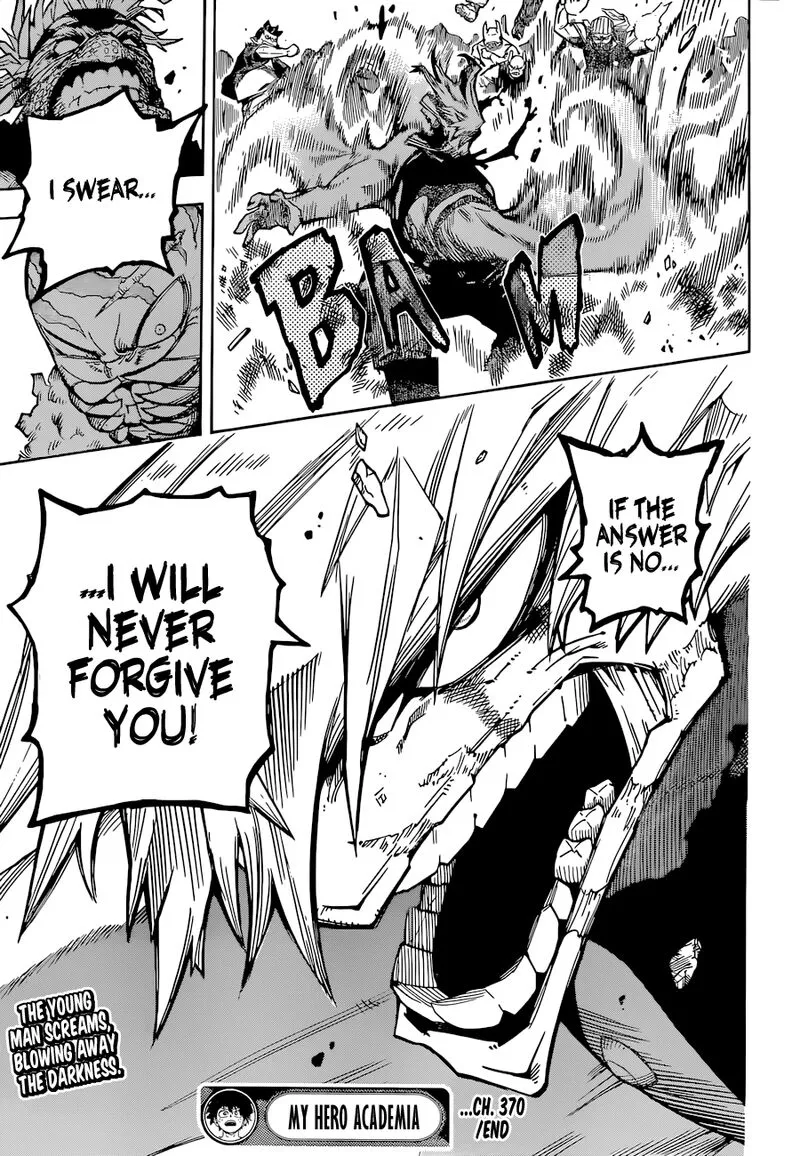 BAM
I SWEAR...
IF THE
ANSWER
IS NO...
...I WILL
NEVER
FORGIVE
YOU!
THE YOUNG
MAN SCREAMS,
BLOWING AWAY
THE DARKNESS.
MY HERO ACADEMIA
...CH. 370
/END